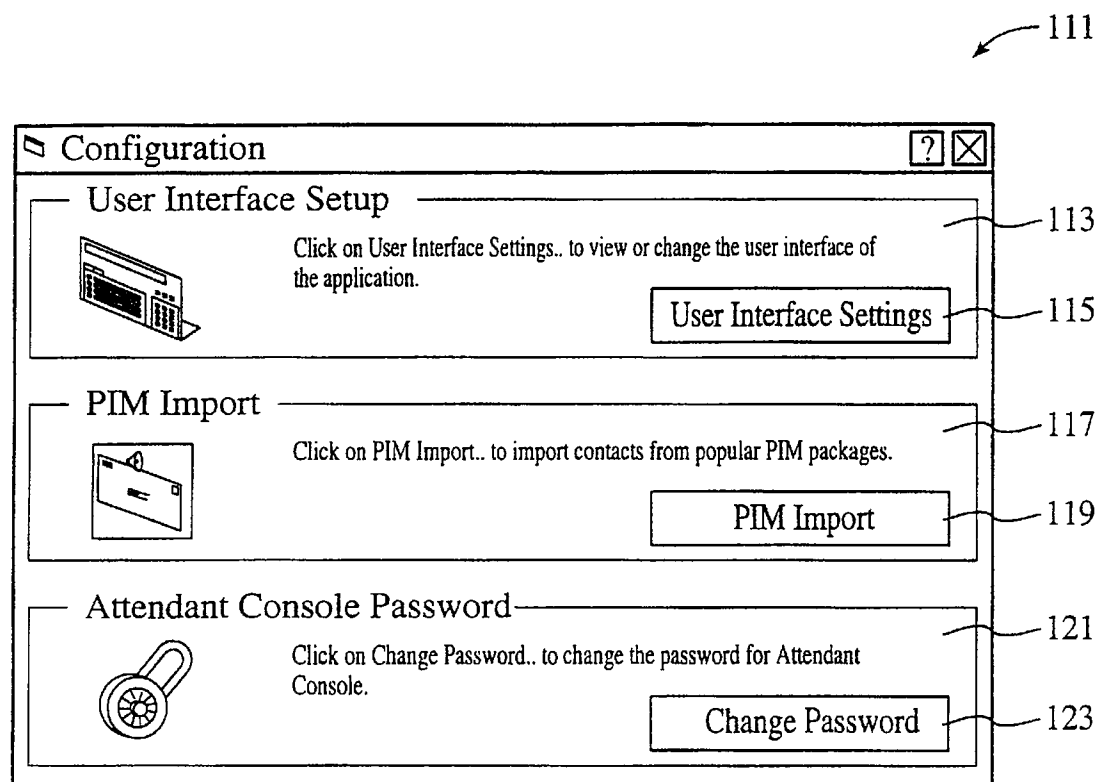 111
Configuration ?
User Interface Setup
113
Click on User Interface Settings.. to view or change the user interface of
the application.
User Interface Settings
115
PIM Import
117
Click on PIM Import.. to import contacts from popular PIM packages.
PIM Import
119
Attendant Console Password
121
Click on Change Password.. to change the password for Attendant
Console.
Change Password
123